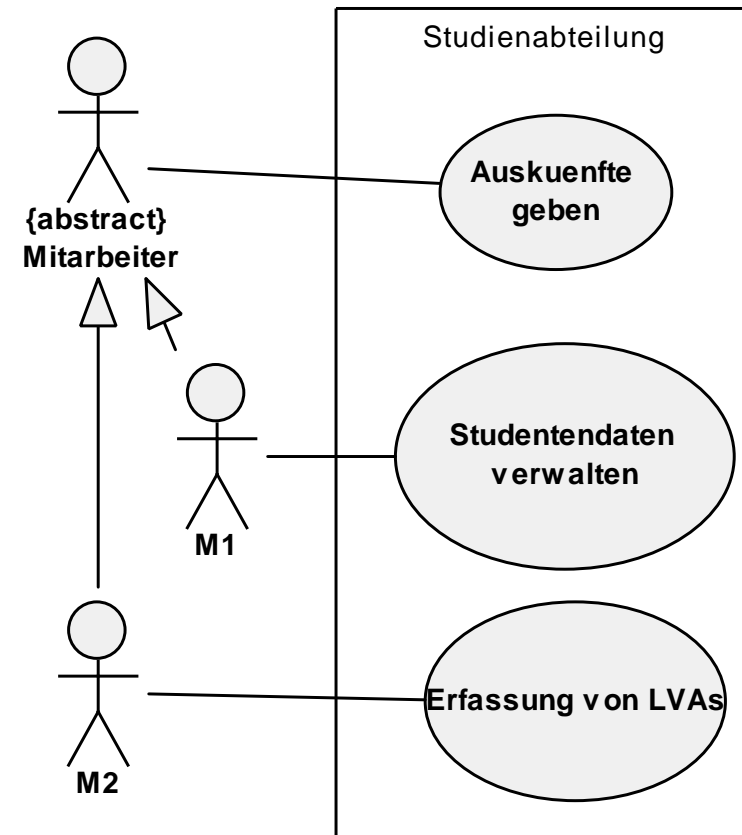 Studienabteilung
Auskuenfte
geben
{abstract}
Mitarbeiter
Studentendaten
verwalten
M1
Erfassung von LVAs
M2